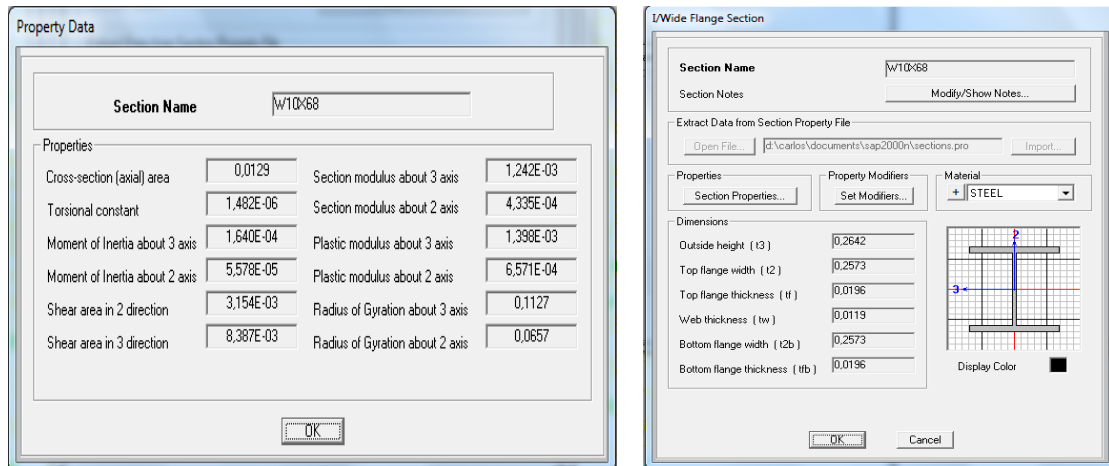 Property Data
Section Name W10X68
Properties
Cross-section (axial) area 0,0129 Section modulus about 3 axis 1,242E-03
Torsional constant 1,482E-06 Section modulus about 2 axis 4,335E-04
Moment of Inertia about 3 axis 1,640E-04 Plastic modulus about 3 axis 1,398E-03
Moment of Inertia about 2 axis 5,578E-05 Plastic modulus about 2 axis 6,571E-04
Shear area in 2 direction 3,154E-03 Radius of Gyration about 3 axis 0,1127
Shear area in 3 direction 8,387E-03 Radius of Gyration about 2 axis 0,0657
OK
I/Wide Flange Section
Section Name W10X68
Section Notes Modify/Show Notes...
Extract Data from Section Property File
Open File... d:\carlos\documents\sap2000n\sections.pro Import...
Properties Property Modifiers Material
Section Properties... Set Modifiers... + STEEL
Dimensions
Outside height ( t3 ) 0,2642
Top flange width ( t2 ) 0,2573
Top flange thickness ( tf ) 0,0196
Web thickness ( tw ) 0,0119
Bottom flange width ( t2b ) 0,2573
Bottom flange thickness ( tfb ) 0,0196
2
3
Display Color
OK Cancel